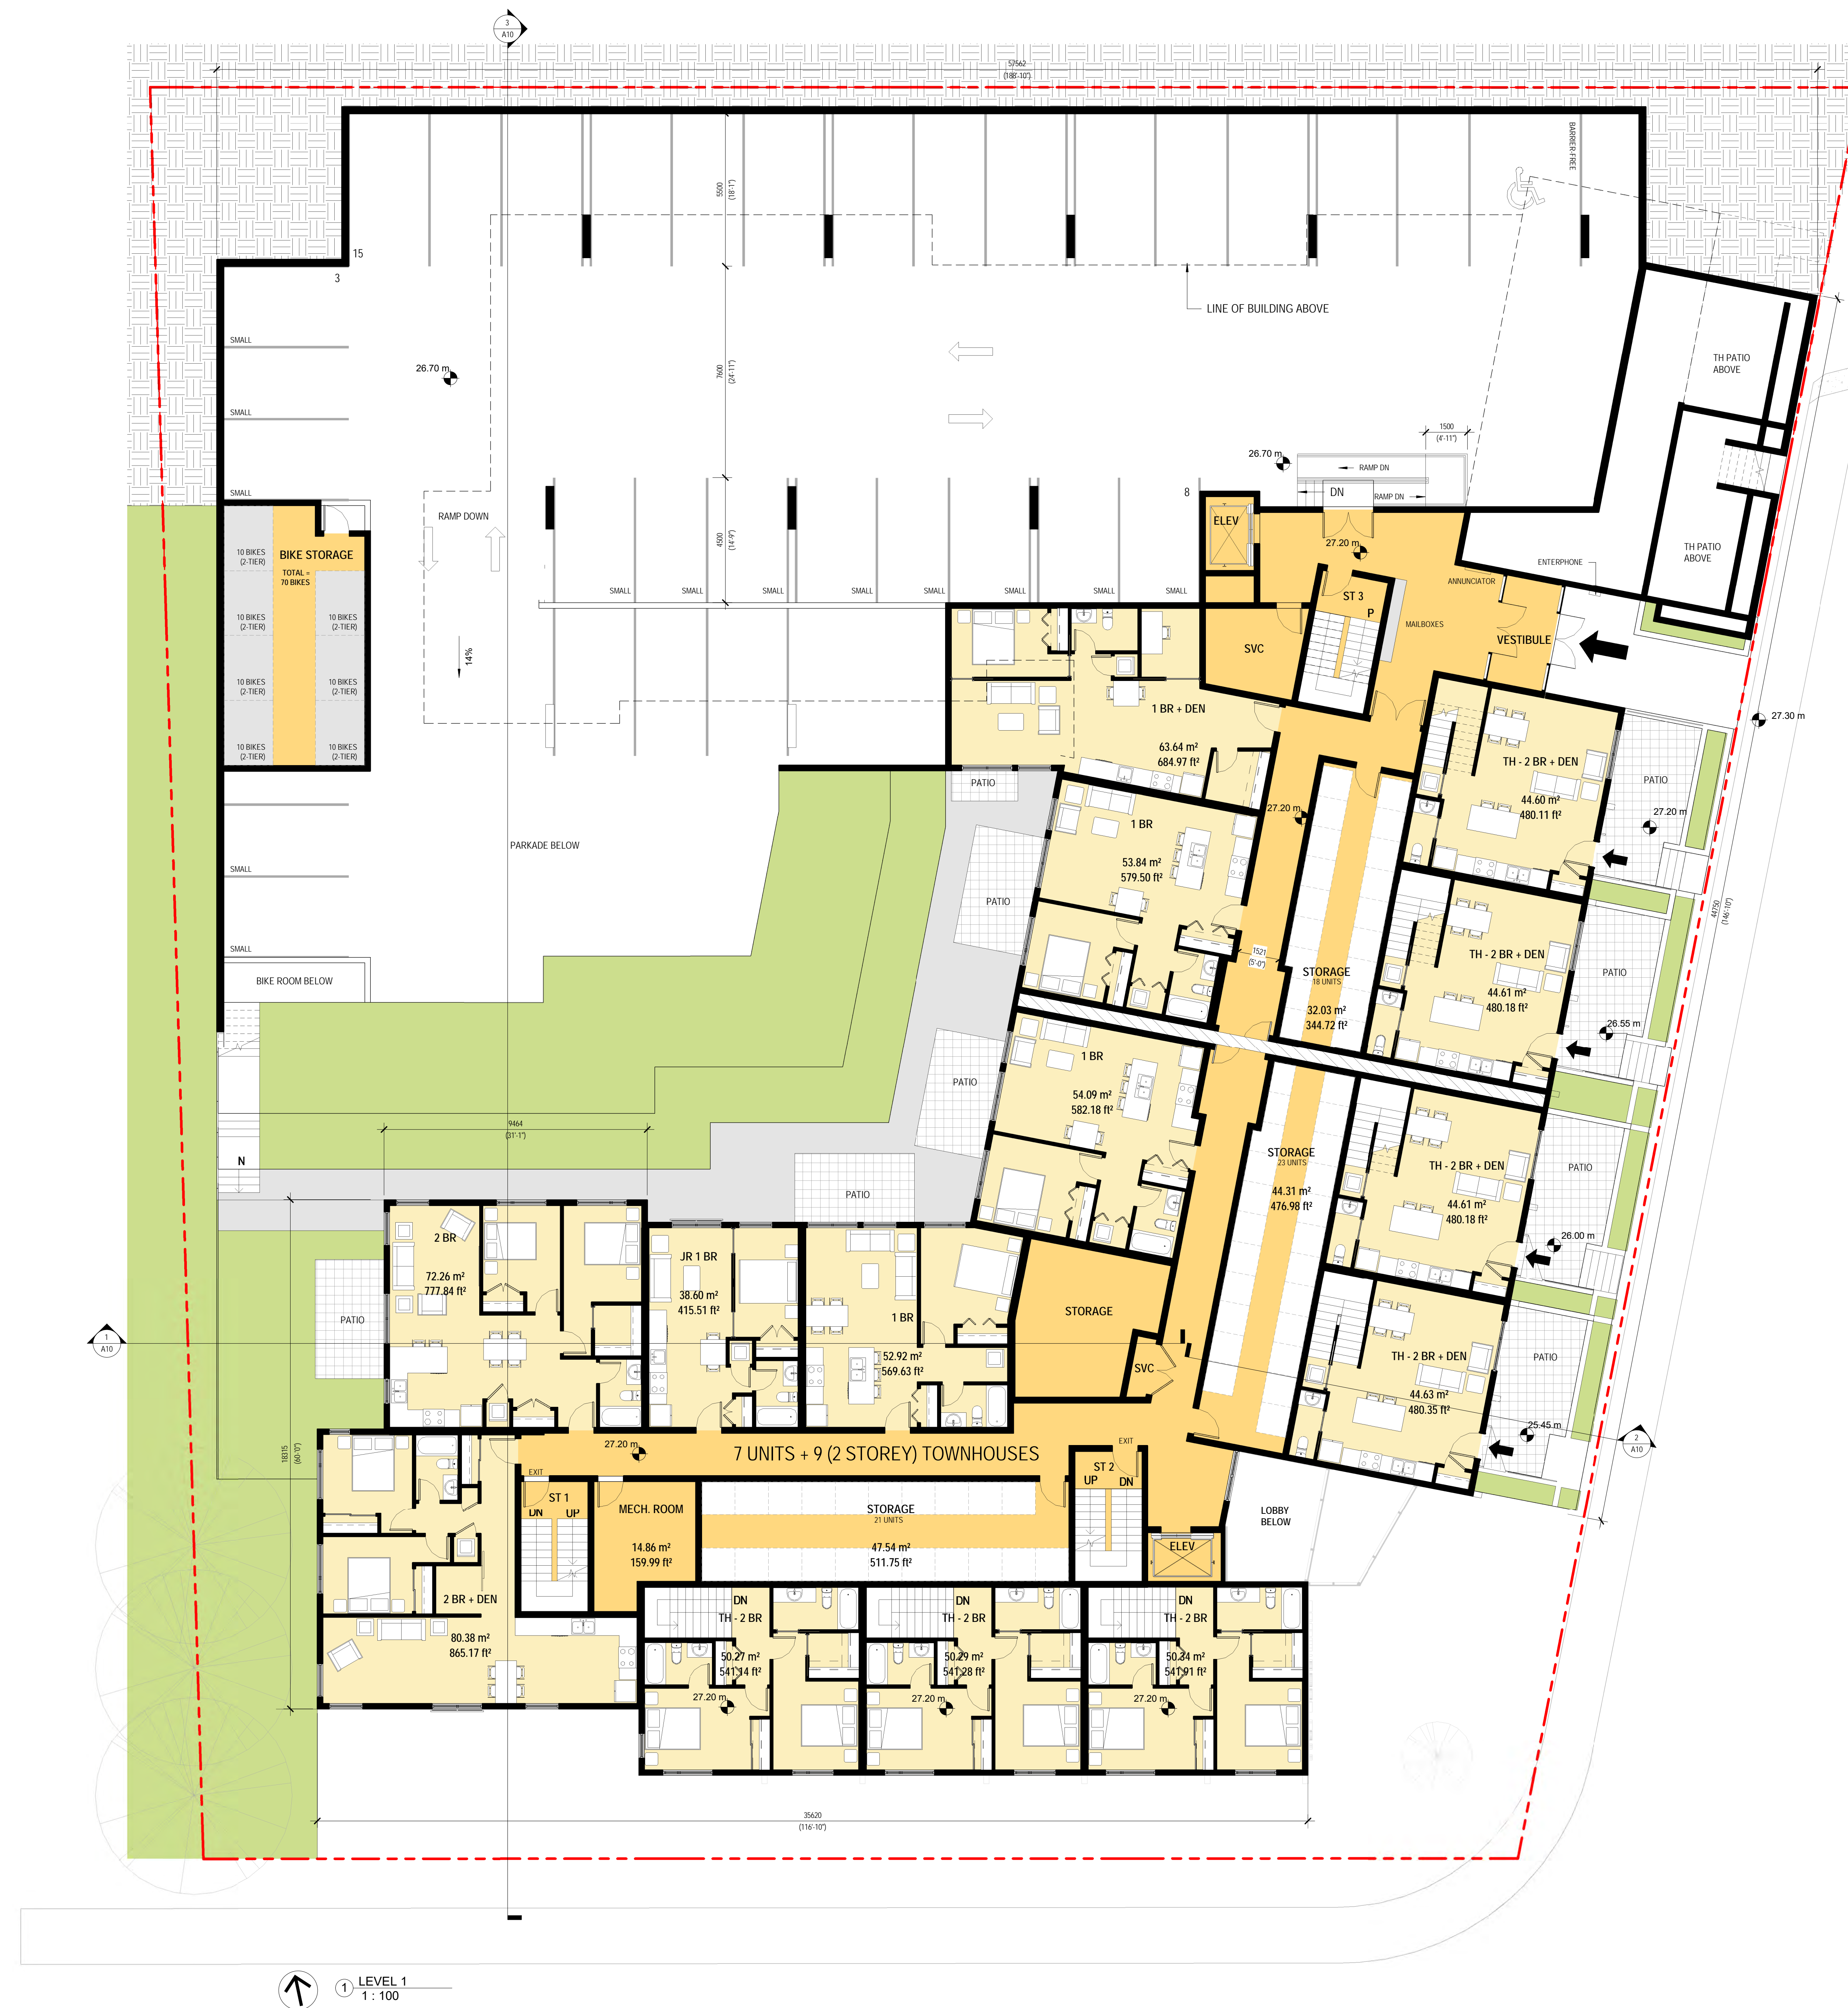 3
A10
57562
(188'-10")
BARRIER-FREE
5500
(18'-1")
15
3
LINE OF BUILDING ABOVE
SMALL
26.70 m
7600
(24'-11")
TH PATIO
ABOVE
SMALL
1500
(4'-11")
26.70 m
RAMP DN
SMALL
8
DN
RAMP DN
RAMP DOWN
4500
(14'-9")
ELEV
27.20 m
TH PATIO
ABOVE
10 BIKES
(2-TIER)
BIKE STORAGE
TOTAL =
70 BIKES
ENTERPHONE
ANNUNCIATOR
SMALL
SMALL
SMALL
SMALL
SMALL
SMALL
SMALL
SMALL
ST 3
P
10 BIKES
(2-TIER)
10 BIKES
(2-TIER)
MAILBOXES
VESTIBULE
14%
SVC
10 BIKES
(2-TIER)
10 BIKES
(2-TIER)
1 BR + DEN
63.64 m²
684.97 ft²
27.30 m
10 BIKES
(2-TIER)
10 BIKES
(2-TIER)
TH - 2 BR + DEN
44.60 m²
480.11 ft²
PATIO
PATIO
27.20 m
27.20 m
1 BR
53.84 m²
579.50 ft²
PARKADE BELOW
SMALL
PATIO
44750
(146'-10")
SMALL
1521
(5'-0")
TH - 2 BR + DEN
44.61 m²
480.18 ft²
PATIO
BIKE ROOM BELOW
STORAGE
18 UNITS
32.03 m²
344.72 ft²
26.55 m
1 BR
54.09 m²
582.18 ft²
PATIO
9464
(31'-1")
N
STORAGE
23 UNITS
44.31 m²
476.98 ft²
TH - 2 BR + DEN
44.61 m²
480.18 ft²
PATIO
PATIO
26.00 m
2 BR
72.26 m²
777.84 ft²
JR 1 BR
38.60 m²
415.51 ft²
1 BR
52.92 m²
569.63 ft²
STORAGE
PATIO
1
A10
SVC
TH - 2 BR + DEN
44.63 m²
480.35 ft²
PATIO
25.45 m
2
A10
18315
(60'-0")
27.20 m
7 UNITS + 9 (2 STOREY) TOWNHOUSES
EXIT
EXIT
ST 1
DN
UP
MECH. ROOM
14.86 m²
159.99 ft²
STORAGE
21 UNITS
47.54 m²
511.75 ft²
ST 2
UP
DN
LOBBY
BELOW
ELEV
2 BR + DEN
80.38 m²
865.17 ft²
DN
TH - 2 BR
50.27 m²
541.14 ft²
27.20 m
DN
TH - 2 BR
50.29 m²
541.28 ft²
27.20 m
DN
TH - 2 BR
50.34 m²
541.91 ft²
27.20 m
35620
(116'-10")
1
LEVEL 1
1 : 100